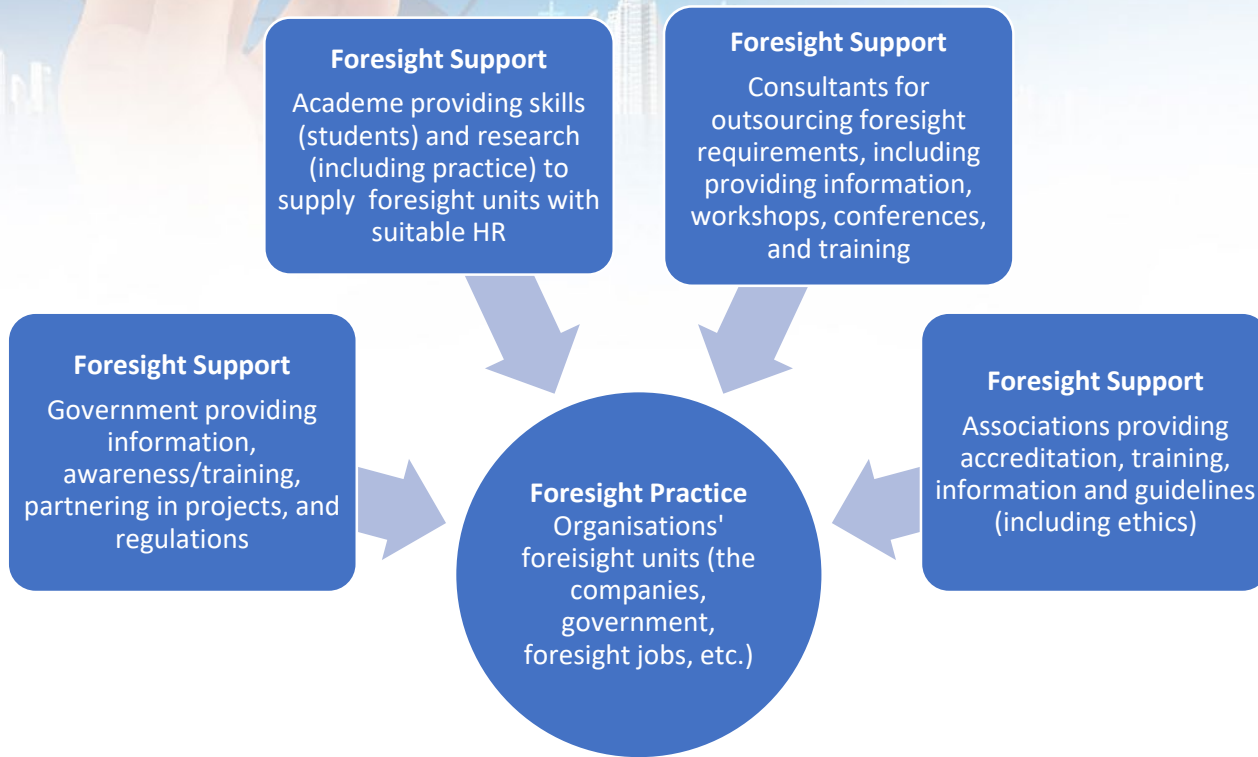 Foresight Support
Academe providing skills
(students) and research
(including practice) to
supply foresight units with
suitable HR
Foresight Support
Consultants for
outsourcing foresight
requirements, including
providing information,
workshops, conferences,
and training
Foresight Support
Government providing
information,
awareness/training,
partnering in projects, and
regulations
Foresight Support
Associations providing
accreditation, training,
information and guidelines
(including ethics)
Foresight Practice
Organisations'
foreisight units (the
companies,
government,
foresight jobs, etc.)